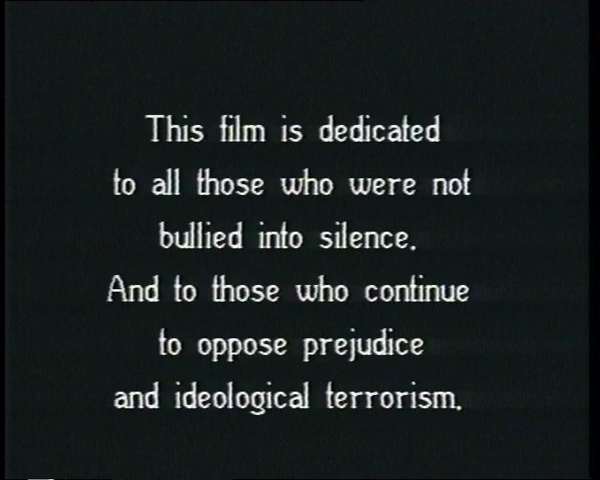 This film is dedicated
to all those who were not
bullied into silence.
And to those who continue
to oppose prejudice
and ideological terrorism.